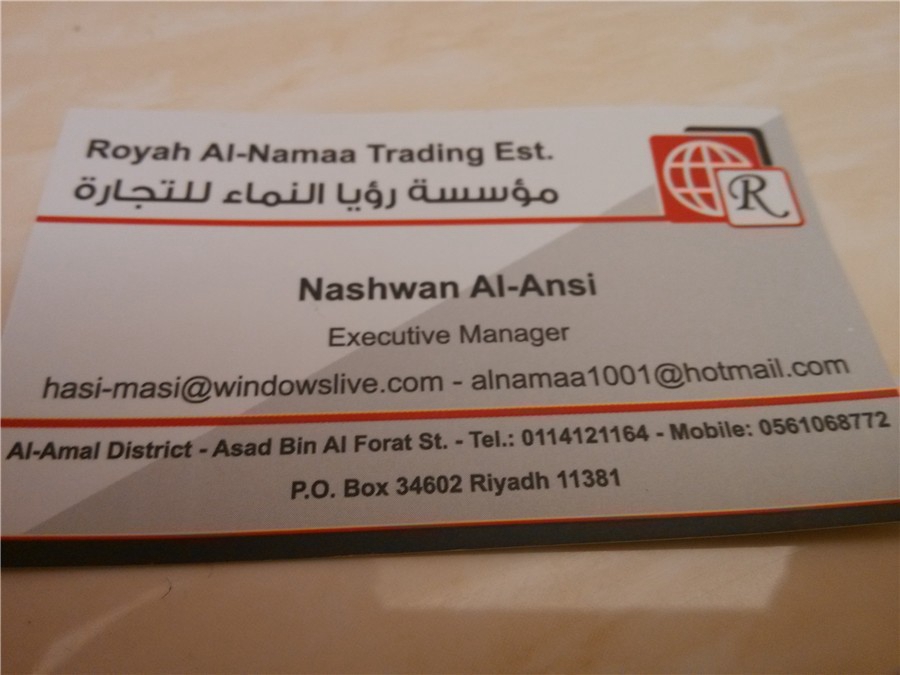 Royah Al-Namaa Trading Est.
مؤسسة رؤيا النماء للتجارة
R
Nashwan Al-Ansi
Executive Manager
hasi-masi@windowslive.com - alnamaa1001@hotmail.com
Al-Amal District - Asad Bin Al Forat St. - Tel.: 0114121164 - Mobile: 0561068772
P.O. Box 34602 Riyadh 11381